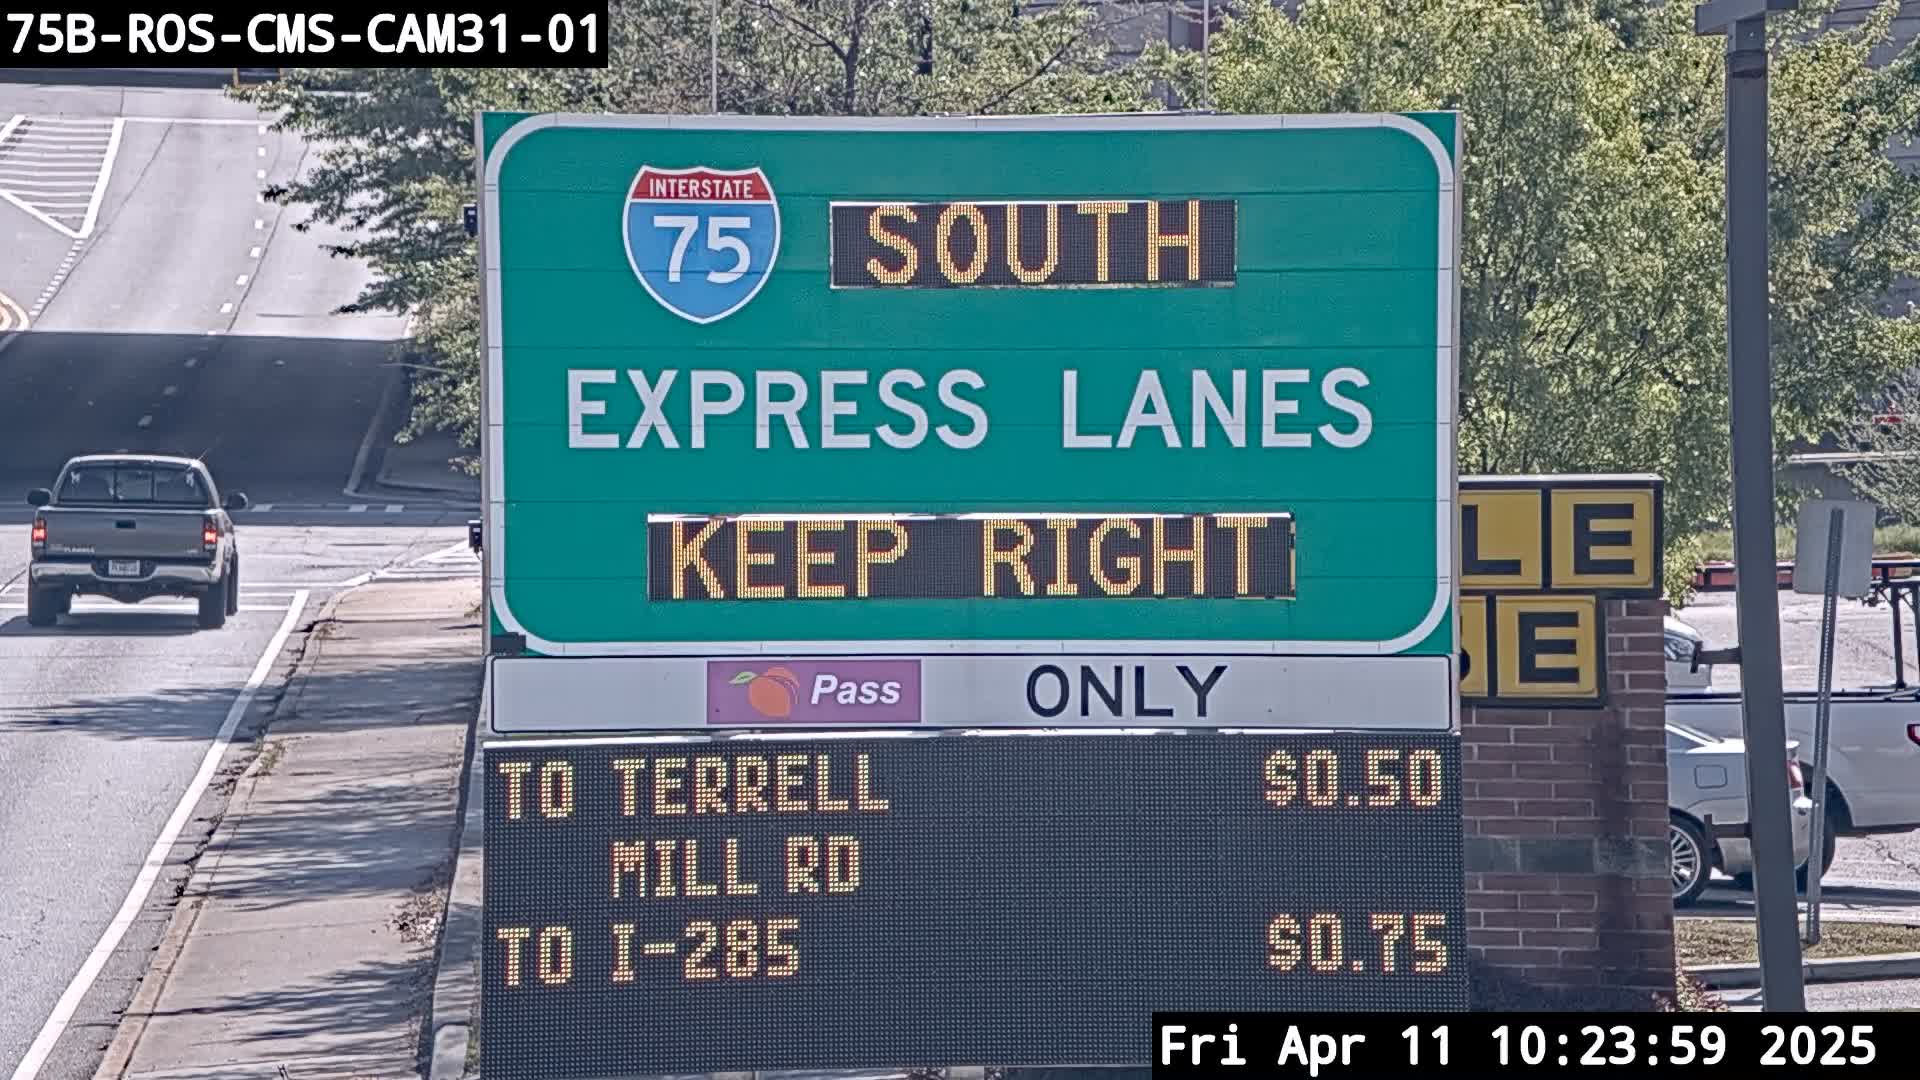 75B-ROS-CMS-CAM31-01
INTERSTATE
75
SOUTH
EXPRESS LANES
KEEP RIGHT
Pass ONLY
TO TERRELL $0.50
MILL RD
TO I-285 $0.75
LE
E
Fri Apr 11 10:23:59 2025